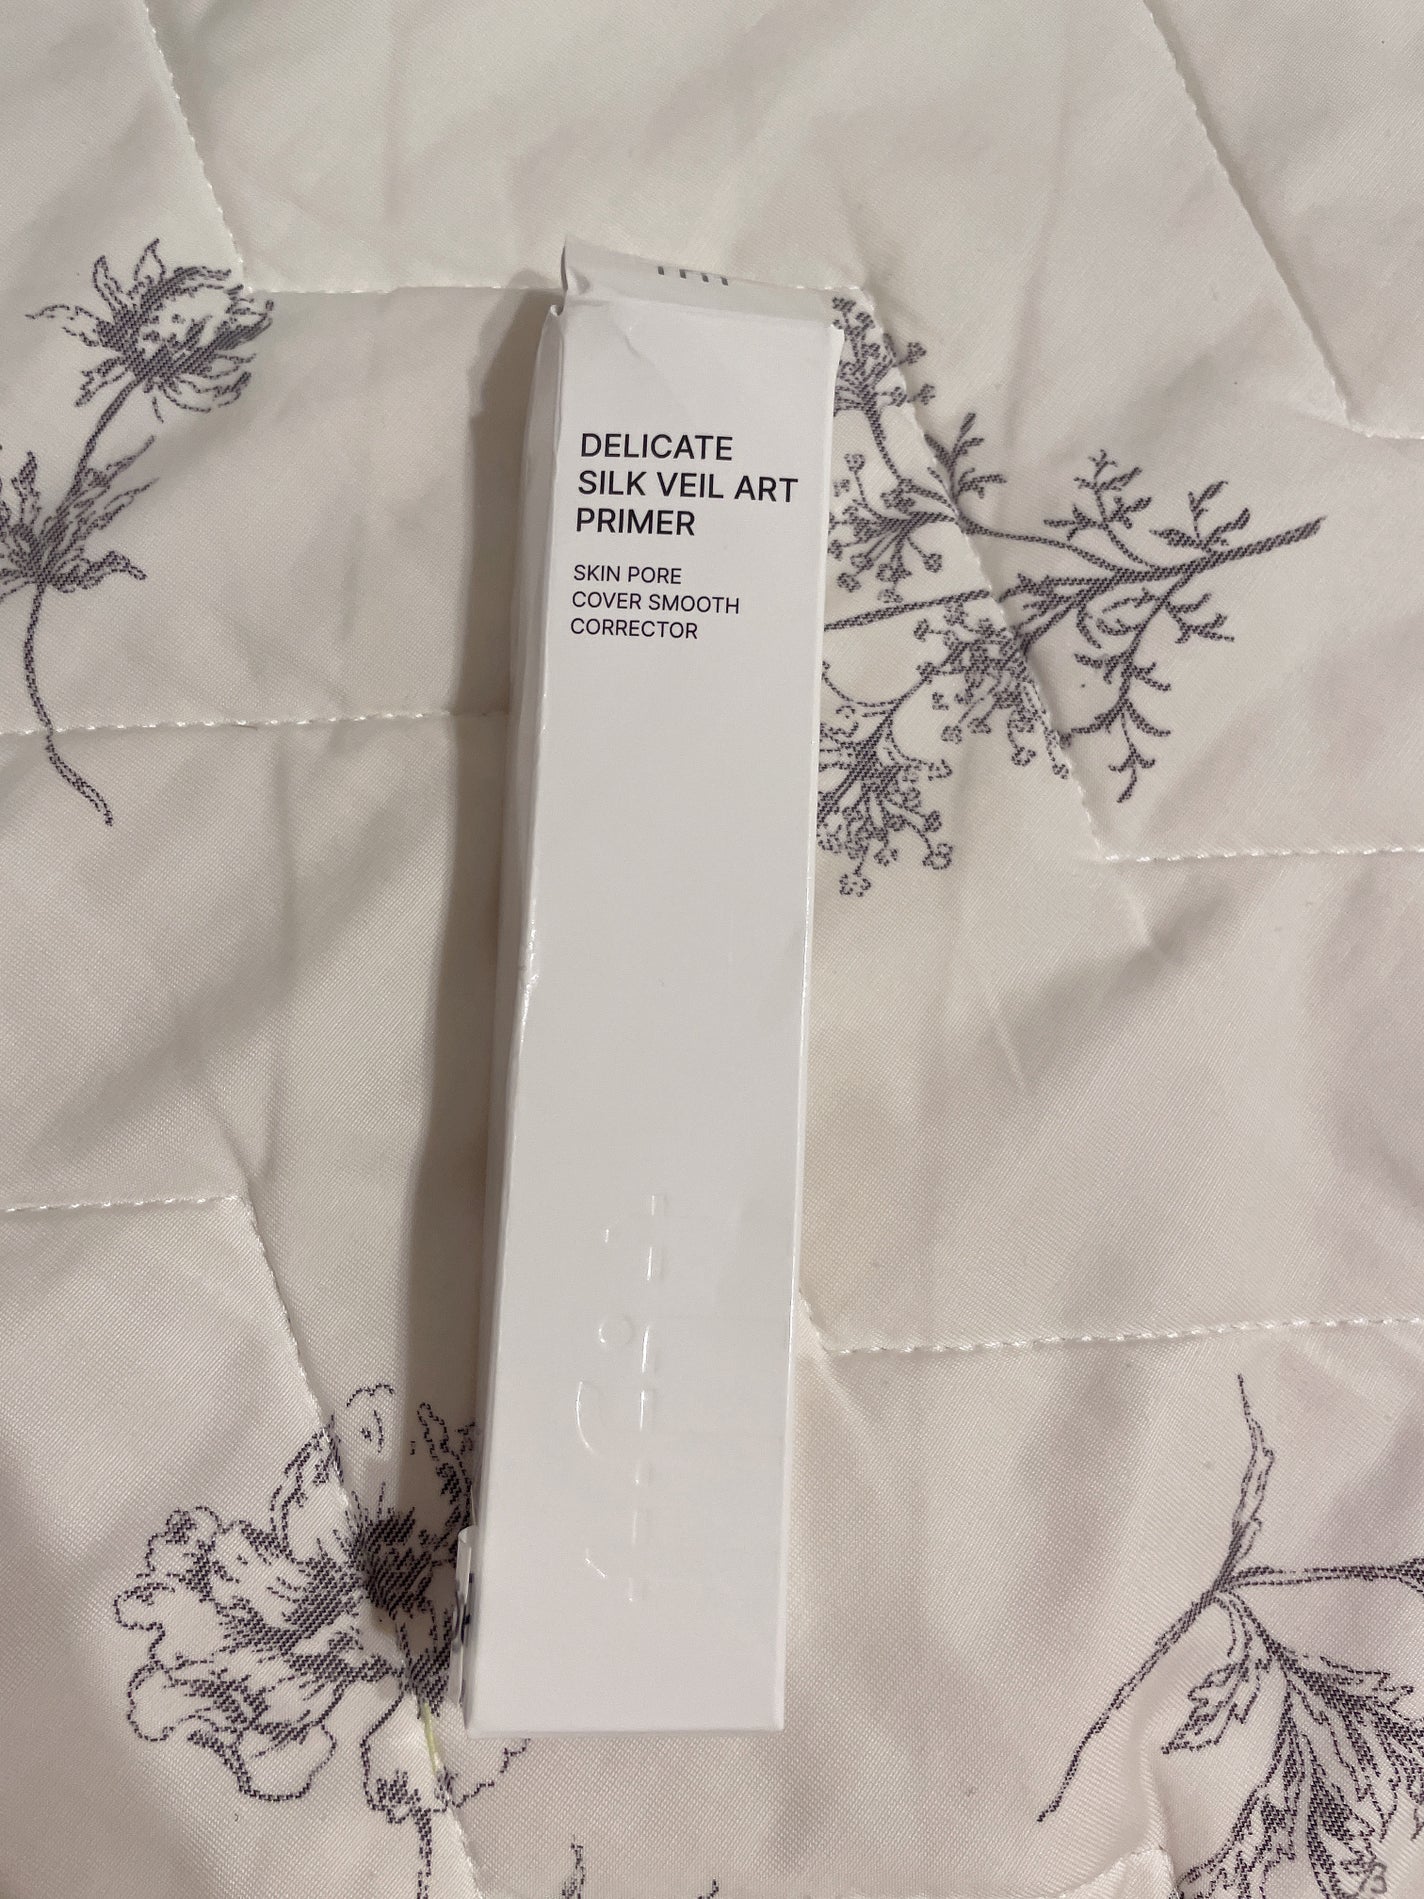 DELICATE
SILK VEIL ART
PRIMER
SKIN PORE
COVER SMOOTH
CORRECTOR